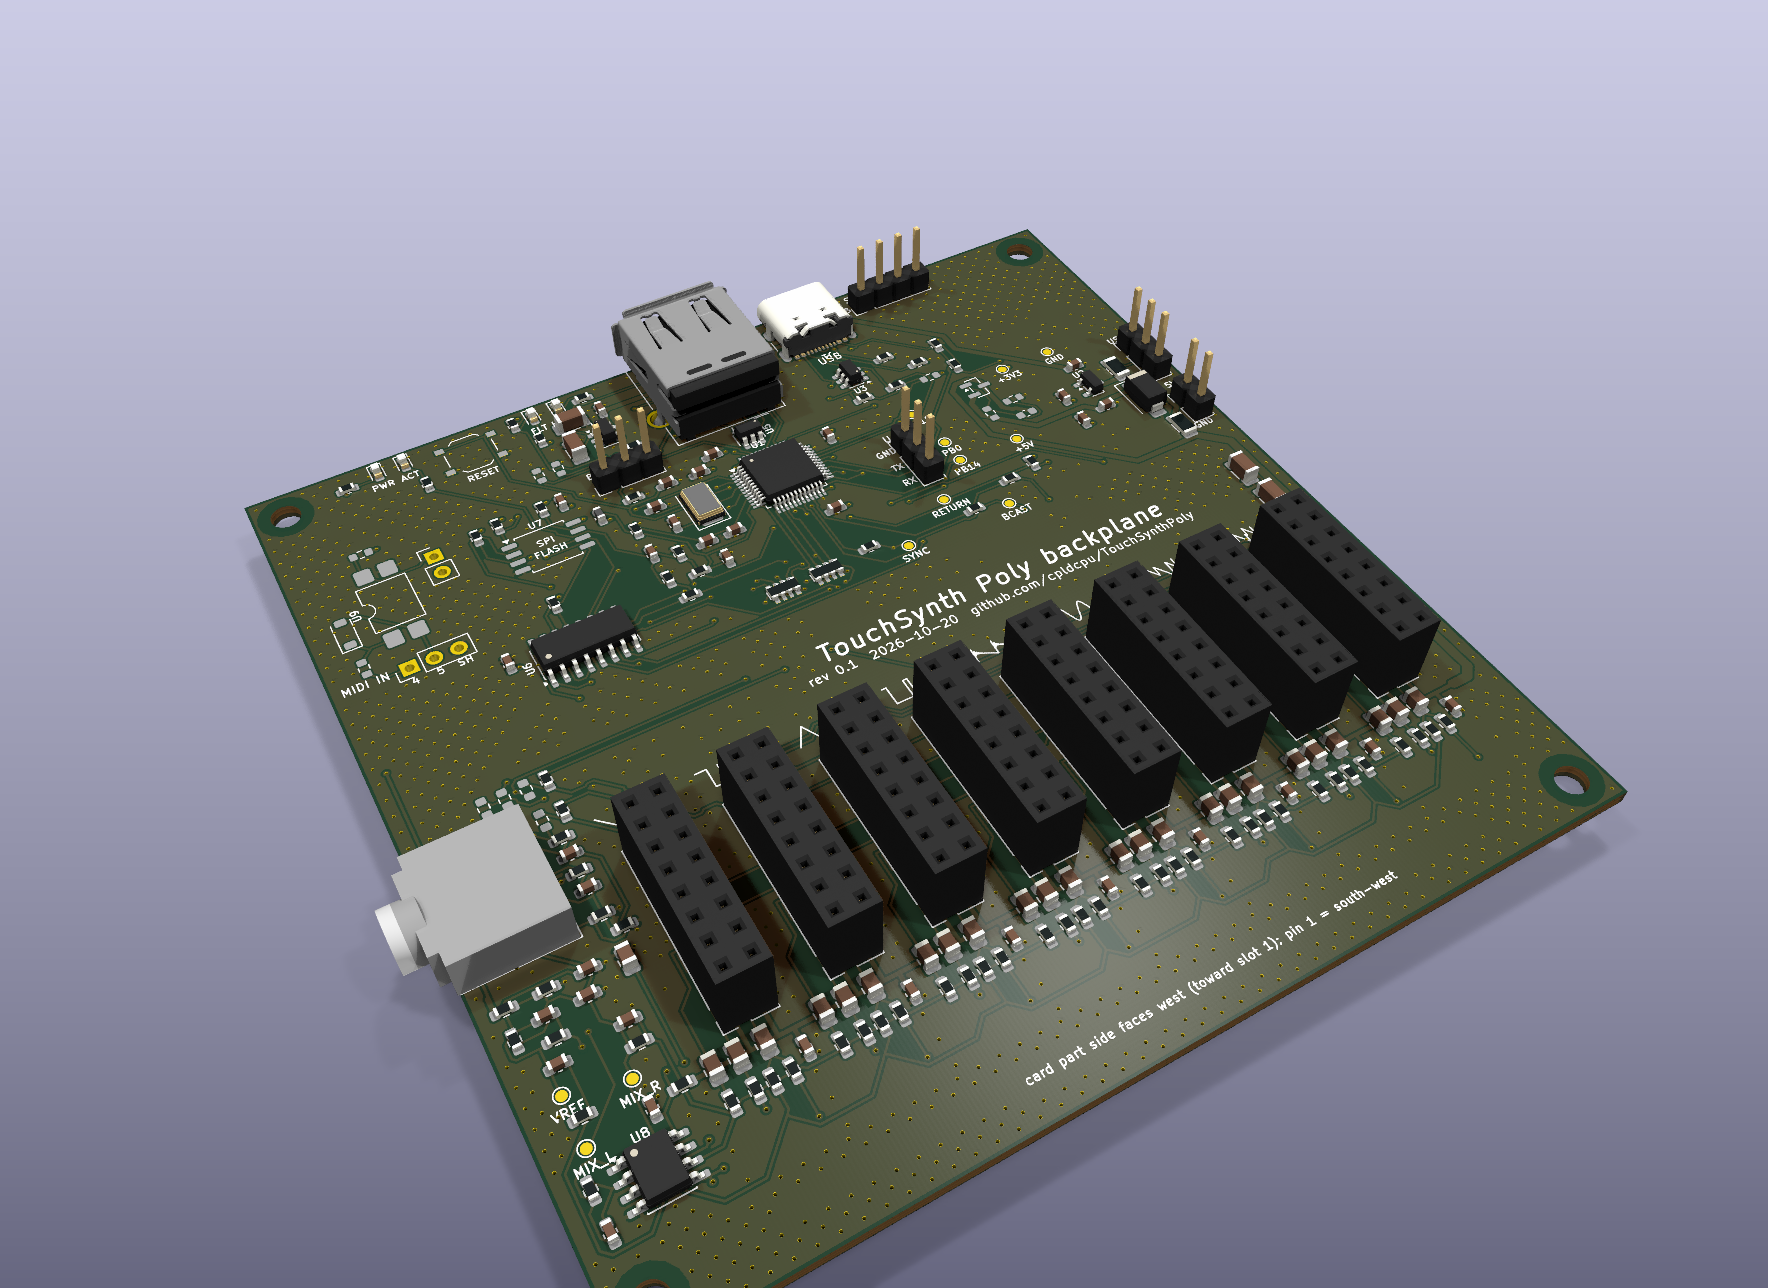 USB
U3
GND
+3V3
GND
FLT
PWR ACT
RESET
U7
SPI
FLASH
GND
TX
RX
PB0
PB14
+5V
RETURN
BCAST
SYNC
U9
MIDI IN
4
5
SH
U6
TouchSynth Poly backplane
rev 0.1 2026-10-20 github.com/cpldcpu/TouchSynthPoly
card part side faces west (toward slot 1); pin 1 = south-west
VREF
MIX_R
MIX_L
U8